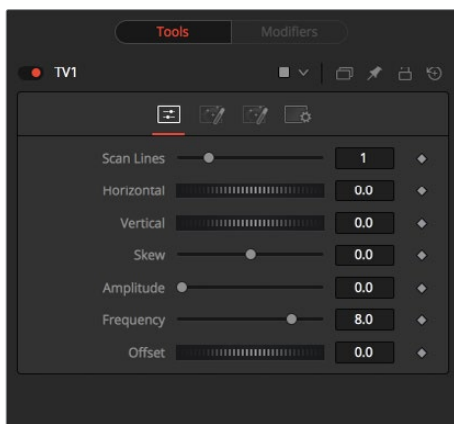 Tools Modifiers
TV1
Scan Lines 1
Horizontal 0.0
Vertical 0.0
Skew 0.0
Amplitude 0.0
Frequency 8.0
Offset 0.0